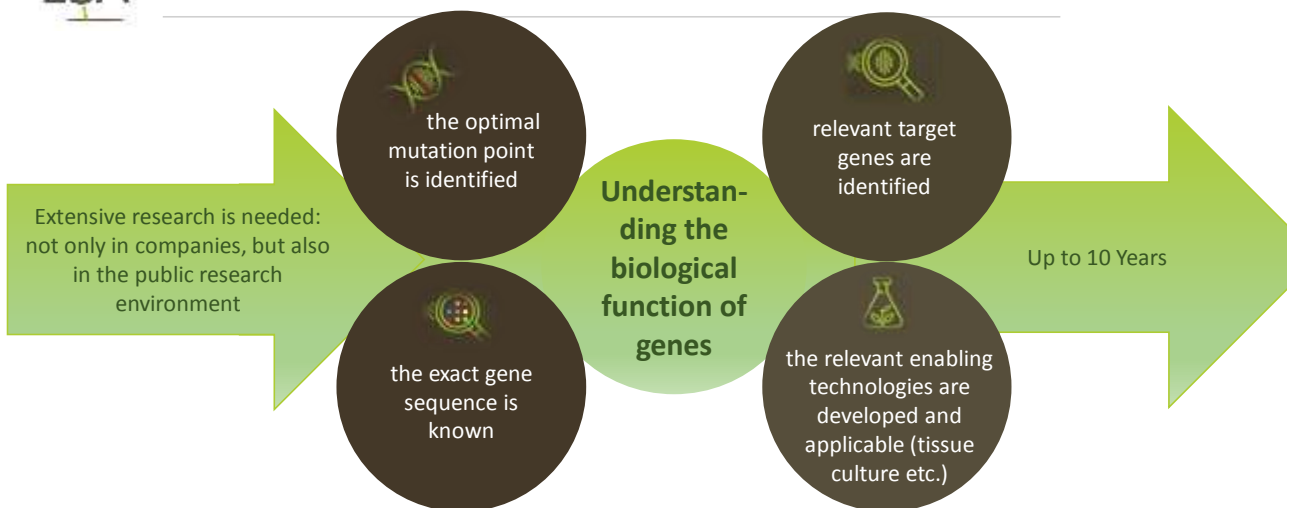 Extensive research is needed:
not only in companies, but also
in the public research
environment
the optimal
mutation point
is identified
the exact gene
sequence is
known
Understan-
ding the
biological
function of
genes
relevant target
genes are
identified
the relevant enabling
technologies are
developed and
applicable (tissue
culture etc.)
Up to 10 Years